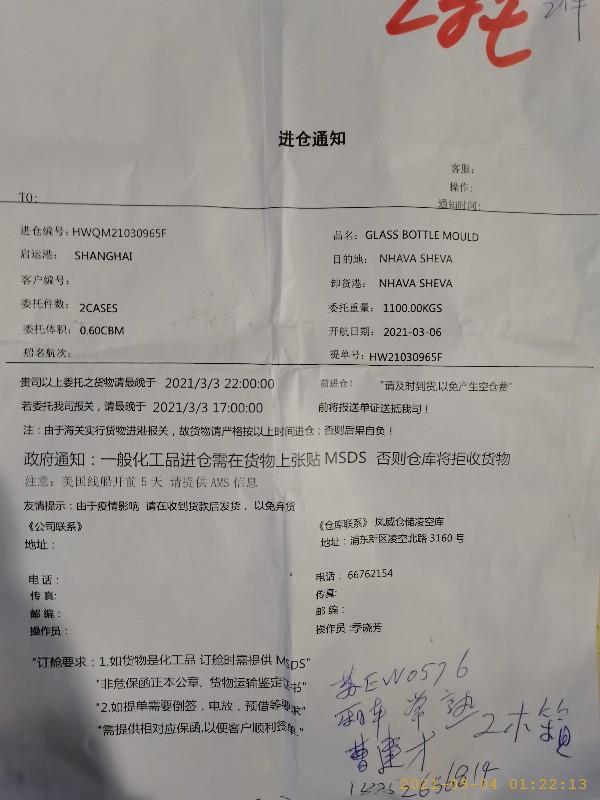 2件
进仓通知
客服:
操作:
TO:
通知时间:
进仓编号: HWQM21030965F
品名: GLASS BOTTLE MOULD
启运港: SHANGHAI
目的地: NHAVA SHEVA
客户编号:
卸货港: NHAVA SHEVA
委托件数: 2CASES
委托重量: 1100.00KGS
委托体积: 0.60CBM
开航日期: 2021-03-06
船名航次:
提单号: HW21030965F
贵司以上委托之货物请最晚于 2021/3/3 22:00:00 前进仓! "请及时到货,以免产生空仓费"
若委托我司报关，请最晚于 2021/3/3 17:00:00 前将报送单证送抵我司!
注：由于海关实行货物进港报关，故货物请严格按以上时间进仓；否则后果自负!
政府通知：一般化工品进仓需在货物上张贴 MSDS 否则仓库将拒收货物
注意：美国线船开前 5 天 请提供 AMS 信息
友情提示：由于疫情影响 请在收到货款后发货，以免弃货
《公司联系》
《仓库联系》 凤威仓储凌空库
地址：
地址：浦东新区凌空北路 3160 号
电话：
电话： 66762154
传真:
传真:
邮编：
邮编：
操作员:
操作员:季晓芳
"订舱要求：1,如货物是化工品 订舱时需提供 MSDS"
"非危保函正本公章，货物运输鉴定证书"
"2,如提单需要倒签，电放，预借等要求"
"需提供相对应保函,以便客户顺利签单."
苏EW0576
常熟
2木箱
曹建才
2021-03-04 01:22:13